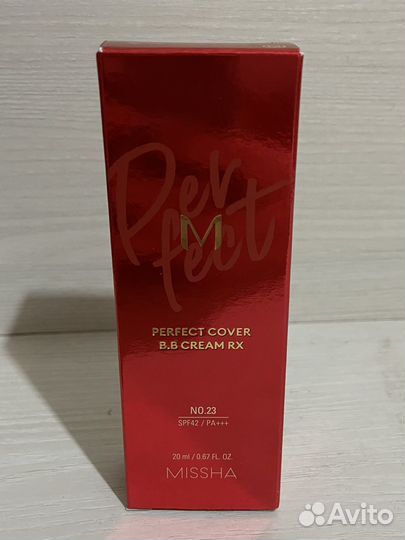 Perfect
M
PERFECT COVER
B.B CREAM RX
NO.23
SPF42 / PA+++
20 ml / 0.67 FL. OZ.
MISSHA
Avito